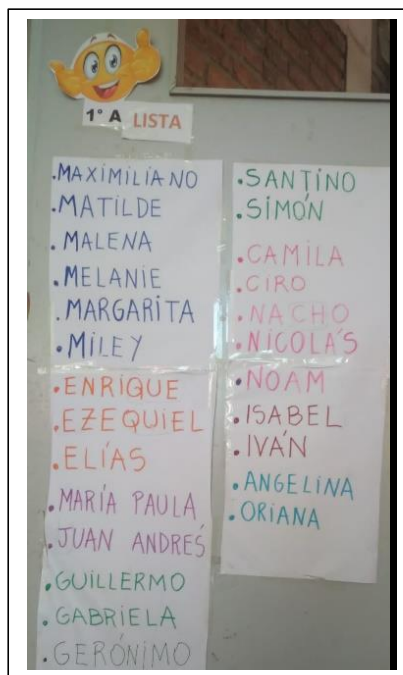 1° A LISTA
.MAXIMILIANO
.MATILDE
.MALENA
.MELANIE
.MARGARITA
.MILEY
.ENRIQUE
.EZEQUIEL
.ELÍAS
.MARÍA PAULA
.JUAN ANDRÉS
.GUILLERMO
.GABRIELA
.GERÓNIMO
.SANTINO
.SIMÓN
.CAMILA
.CIRO
.NACHO
.NICOLÁS
.NOAM
.ISABEL
.IVÁN
.ANGELINA
.ORIANA